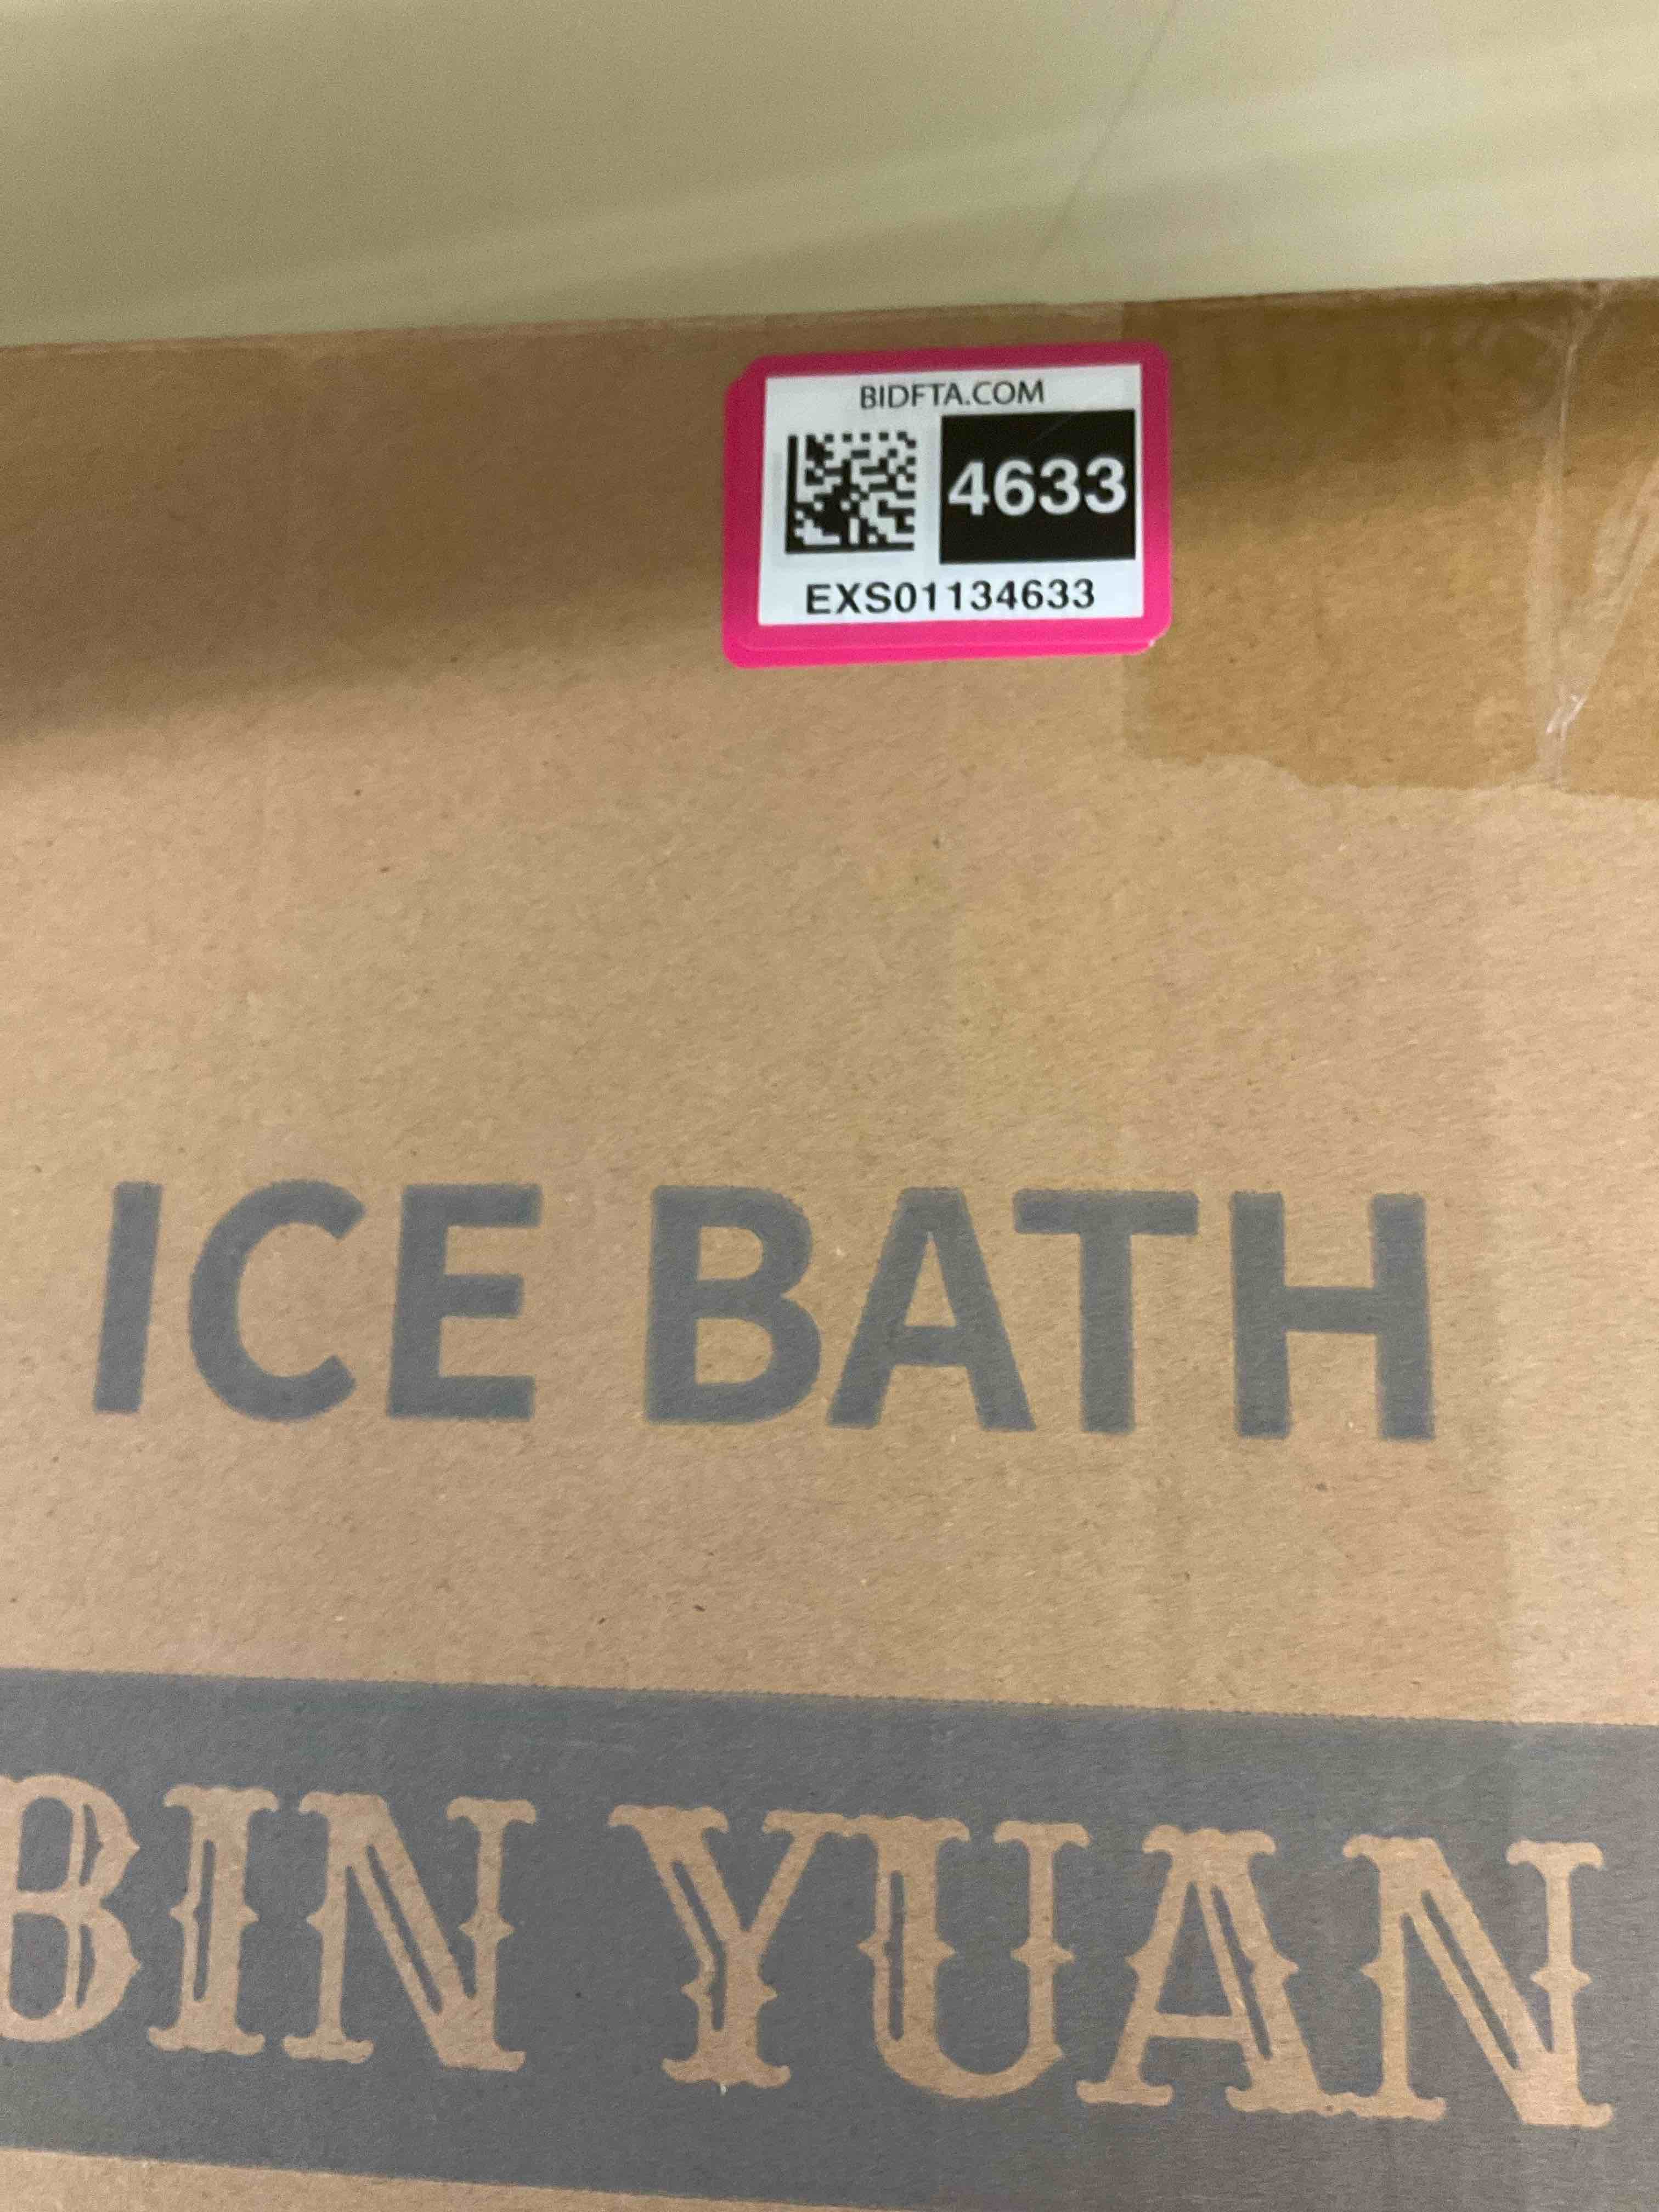 BIDFTA.COM
4633
EXS01134633
ICE BATH
BIN YUAN